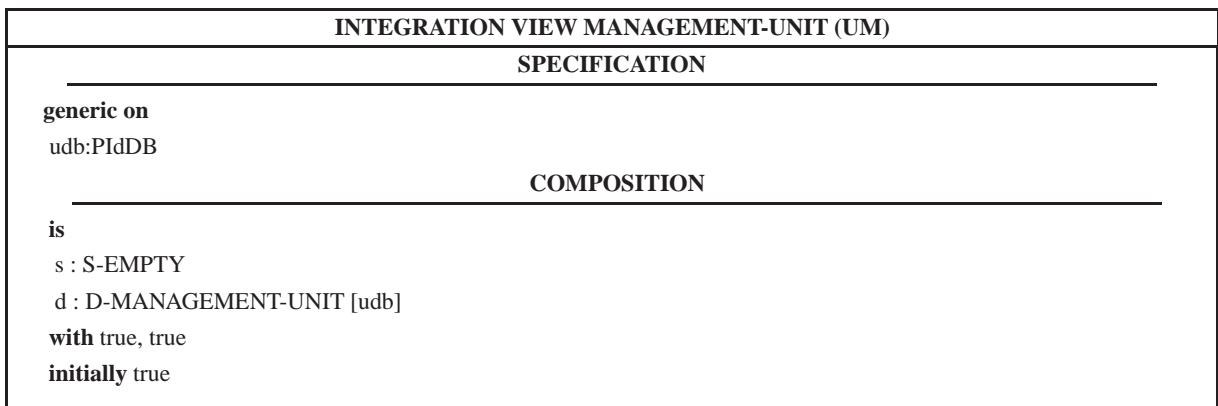 INTEGRATION VIEW MANAGEMENT-UNIT (UM)
SPECIFICATION
generic on
udb:PIdDB
COMPOSITION
is
s : S-EMPTY
d : D-MANAGEMENT-UNIT [udb]
with true, true
initially true